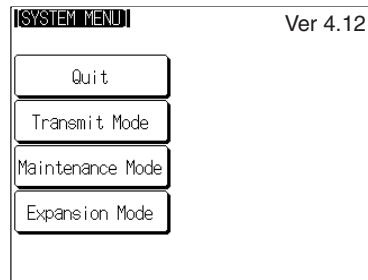 SYSTEM MENU
Ver 4.12
Quit
Transmit Mode
Maintenance Mode
Expansion Mode